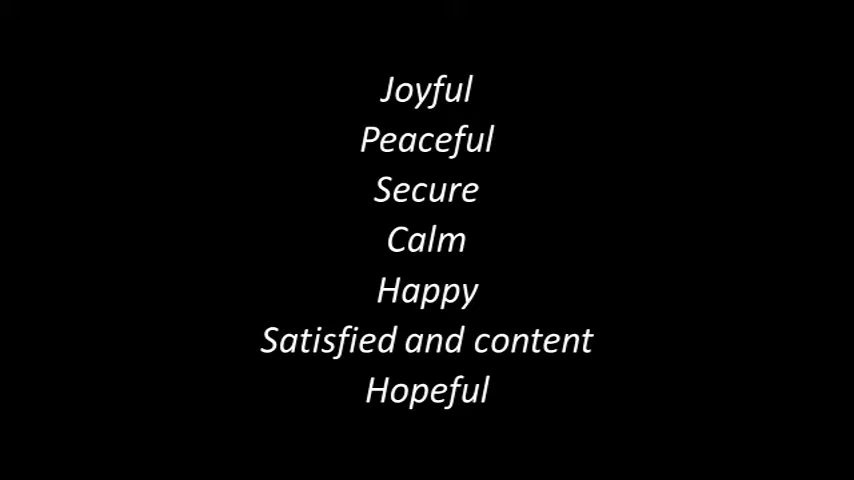 Joyful
Peaceful
Secure
Calm
Happy
Satisfied and content
Hopeful